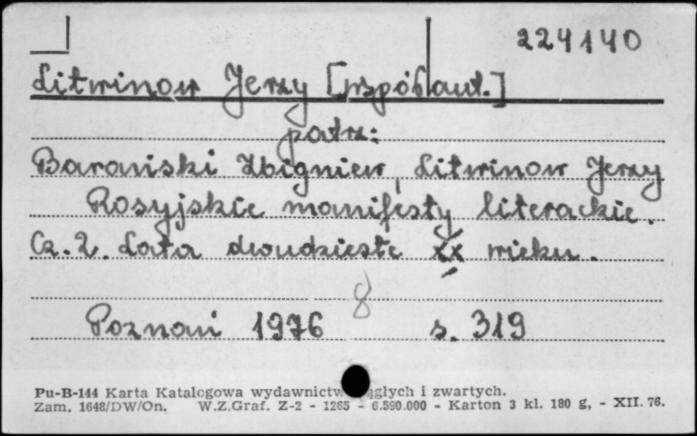 224140
Litwinow Jerzy [współaut.]
patrz:
Barański Zbigniew, Litwinow Jerzy
Rosyjskie manifesty literackie.
Cz. 2. Lata dwudzieste XX wieku.
8
Poznań 1976 s. 319
Pu-B-144 Karta Katalogowa wydawnictw ągłych i zwartych.
Zam. 1648/DW/On. W.Z.Graf. Z-2 - 1265 - 6.590.000 - Karton 3 kl. 180 g, - XII. 76.